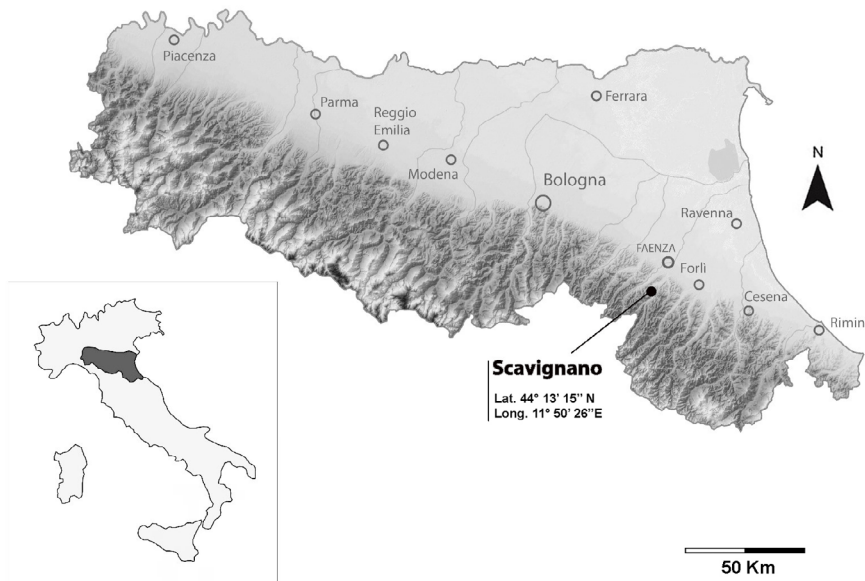 Piacenza
Parma
Reggio
Emilia
Modena
Ferrara
Bologna
N
Ravenna
FAENZA
Forlì
Cesena
Rimin
Scavignano
Lat. 44° 13' 15'' N
Long. 11° 50' 26''E
50 Km